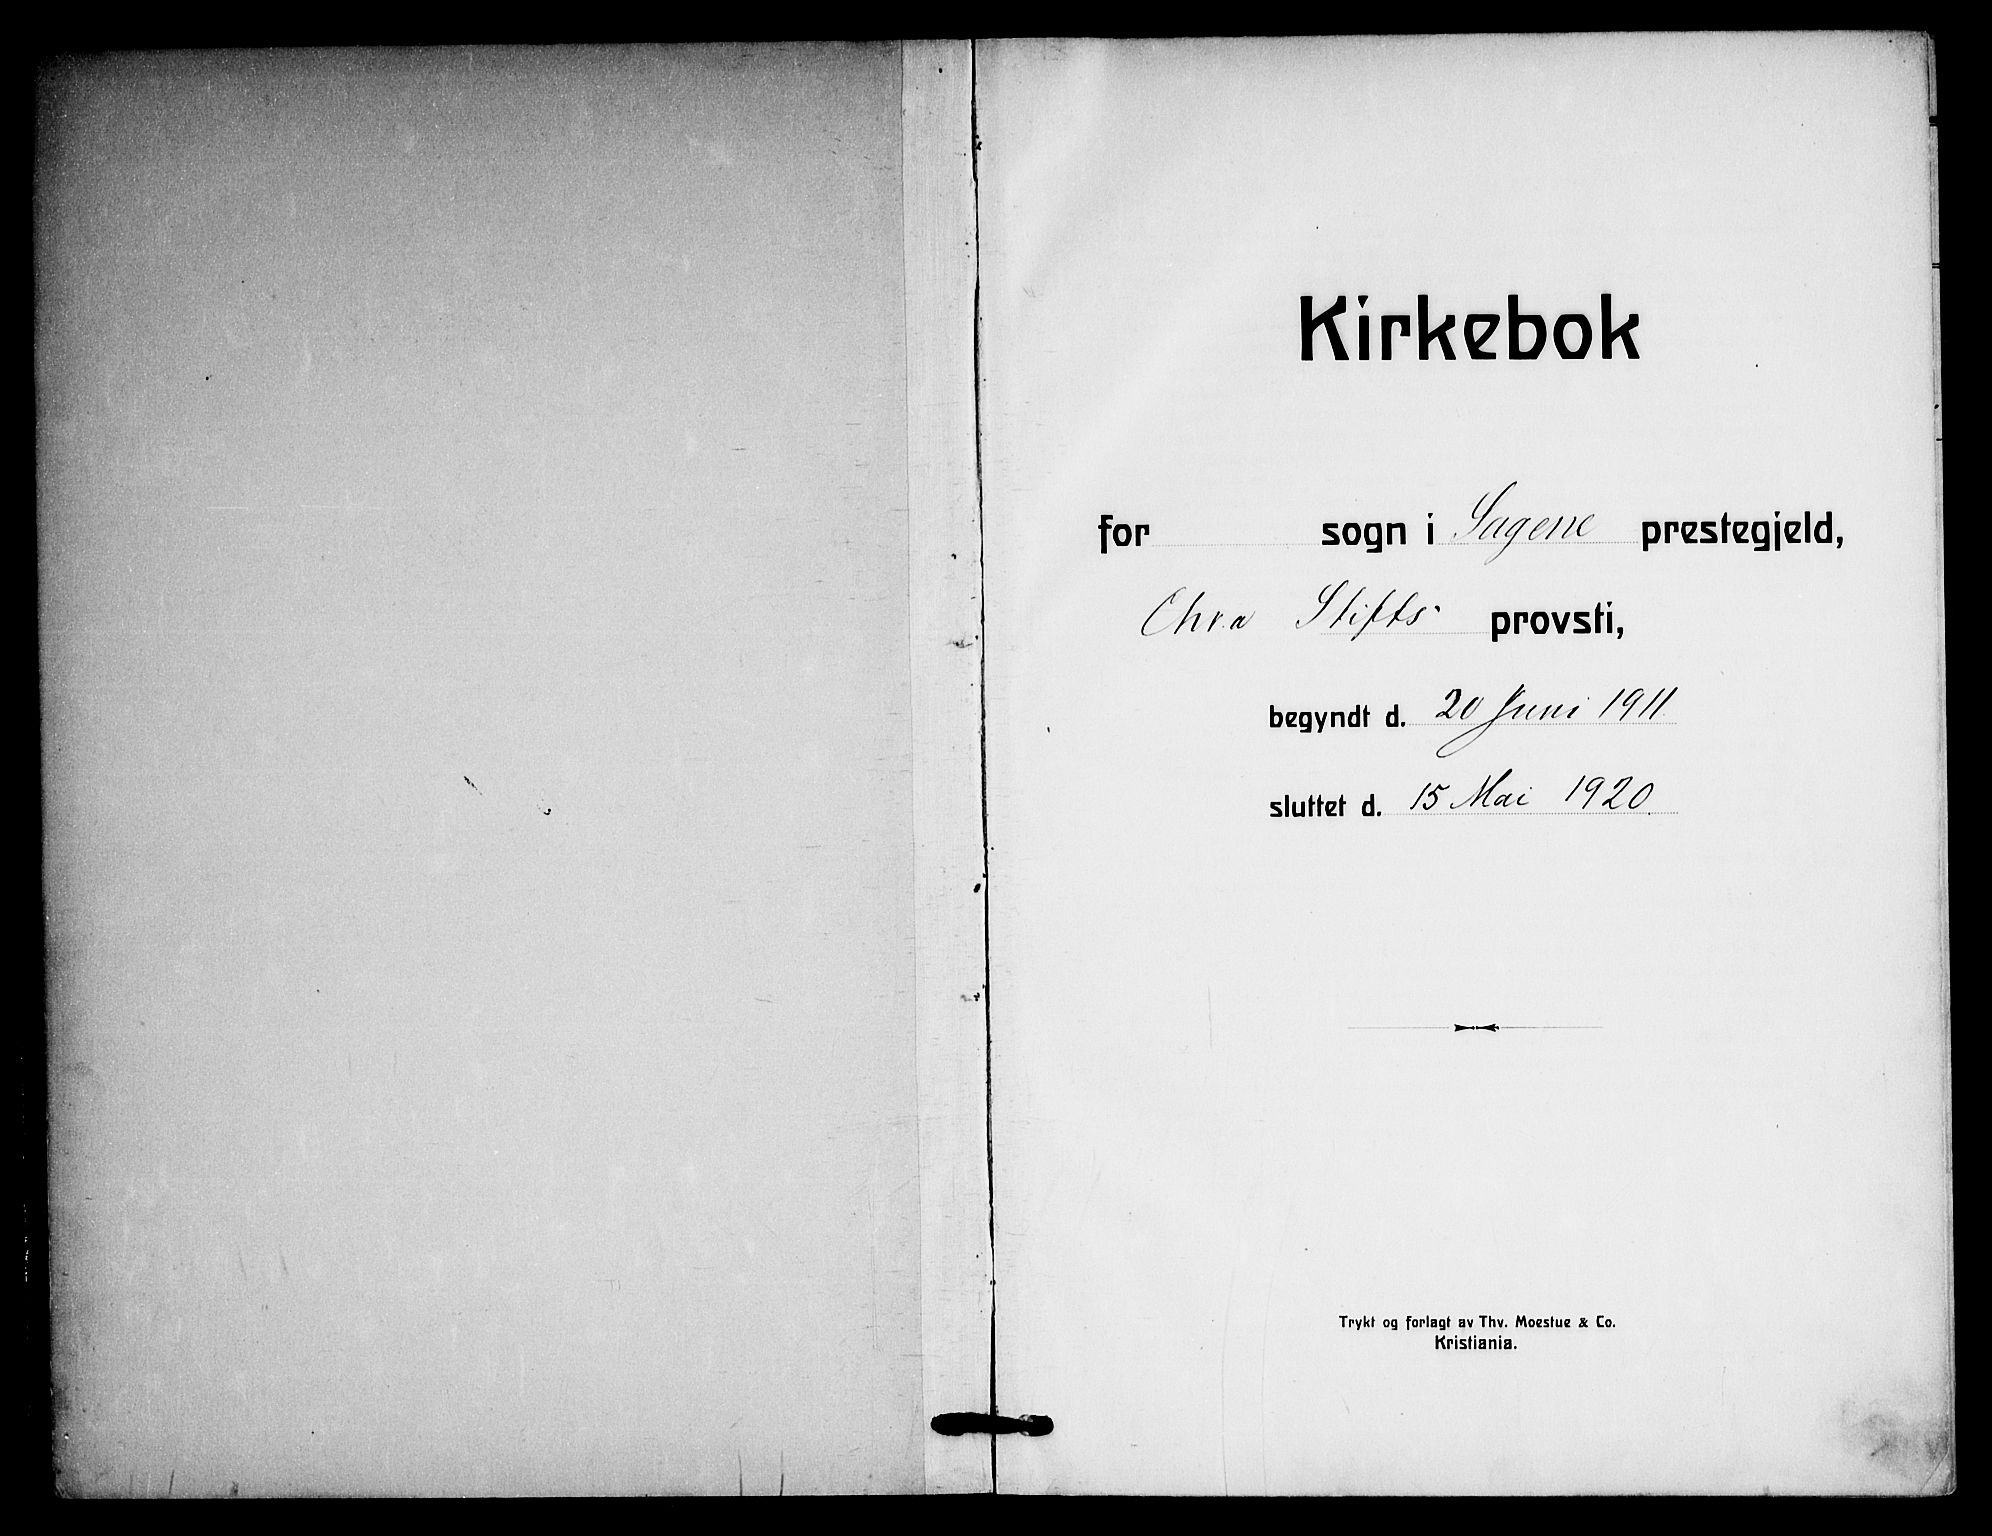 Kirkebok
for sogn i Sagene prestegjeld,
Chra Stifts provsti,
begyndt d. 20 Juni 1911.
sluttet d. 15 Mai 1920.
Trykt og forlagt av Thv. Moestue & Co.
Kristiania.